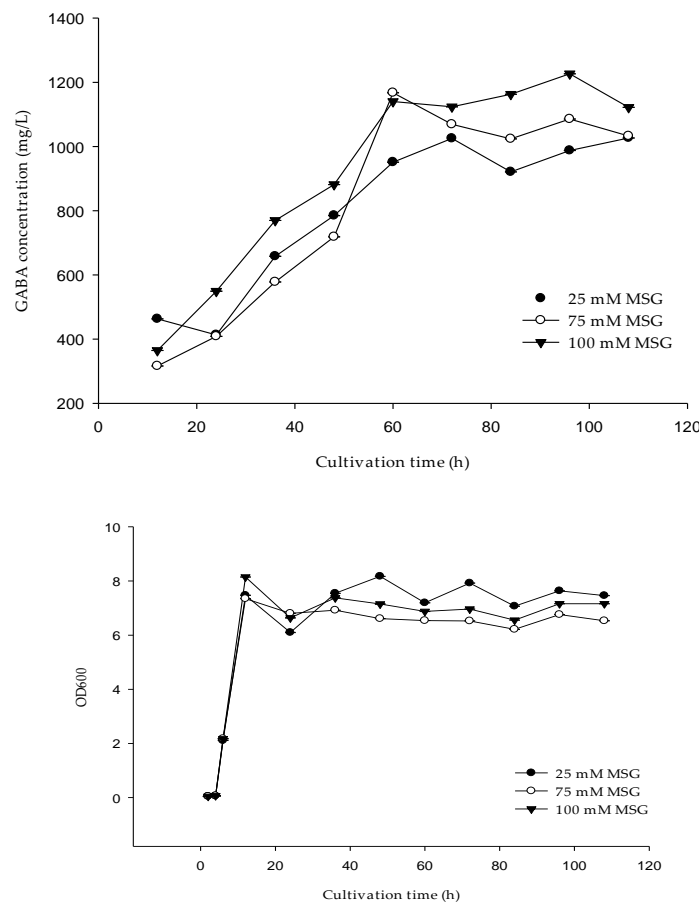 1400
1200
1000
800
600
400
200
GABA concentration (mg/L)
25 mM MSG
75 mM MSG
100 mM MSG
0 20 40 60 80 100 120
Cultivation time (h)
10
8
6
4
2
0
OD600
25 mM MSG
75 mM MSG
100 mM MSG
0 20 40 60 80 100 120
Cultivation time (h)